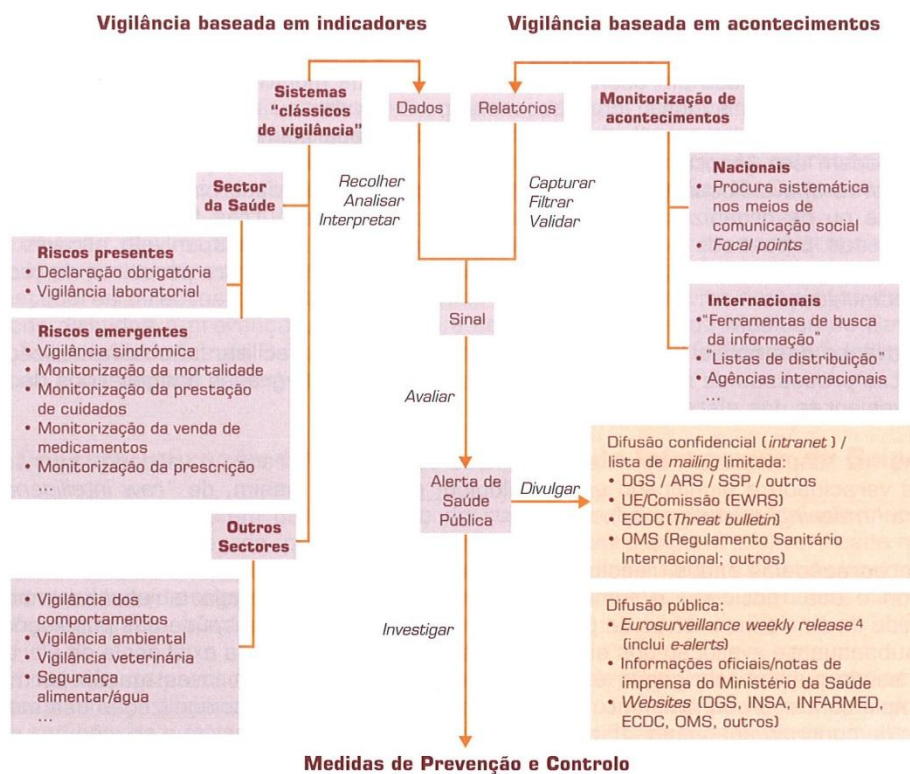 Vigilância baseada em indicadores
Vigilância baseada em acontecimentos
Sistemas
"clássicos
de vigilância"
Dados
Relatórios
Monitorização de
acontecimentos
Recolher
Analisar
Interpretar
Capturar
Filtrar
Validar
Sector
da Saúde
Riscos presentes
• Declaração obrigatória
• Vigilância laboratorial
Riscos emergentes
• Vigilância sindrómica
• Monitorização da mortalidade
• Monitorização da prestação
de cuidados
• Monitorização da venda de
medicamentos
• Monitorização da prescrição
...
Outros
Sectores
• Vigilância dos
comportamentos
• Vigilância ambiental
• Vigilância veterinária
• Segurança
alimentar/água
...
Nacionais
• Procura sistemática
nos meios de
comunicação social
• Focal points
Internacionais
• "Ferramentas de busca
da informação"
• "Listas de distribuição"
• Agências internacionais
...
Sinal
Avaliar
Alerta de
Saúde
Pública
Divulgar
Difusão confidencial (intranet) /
lista de mailing limitada:
• DGS / ARS / SSP / outros
• UE/Comissão (EWRS)
• ECDC (Threat bulletin)
• OMS (Regulamento Sanitário
Internacional; outros)
Difusão pública:
• Eurosurveillance weekly release4
(inclui e-alerts)
• Informações oficiais/notas de
imprensa do Ministério da Saúde
• Websites (DGS, INSA, INFARMED,
ECDC, OMS, outros)
Investigar
Medidas de Prevenção e Controlo